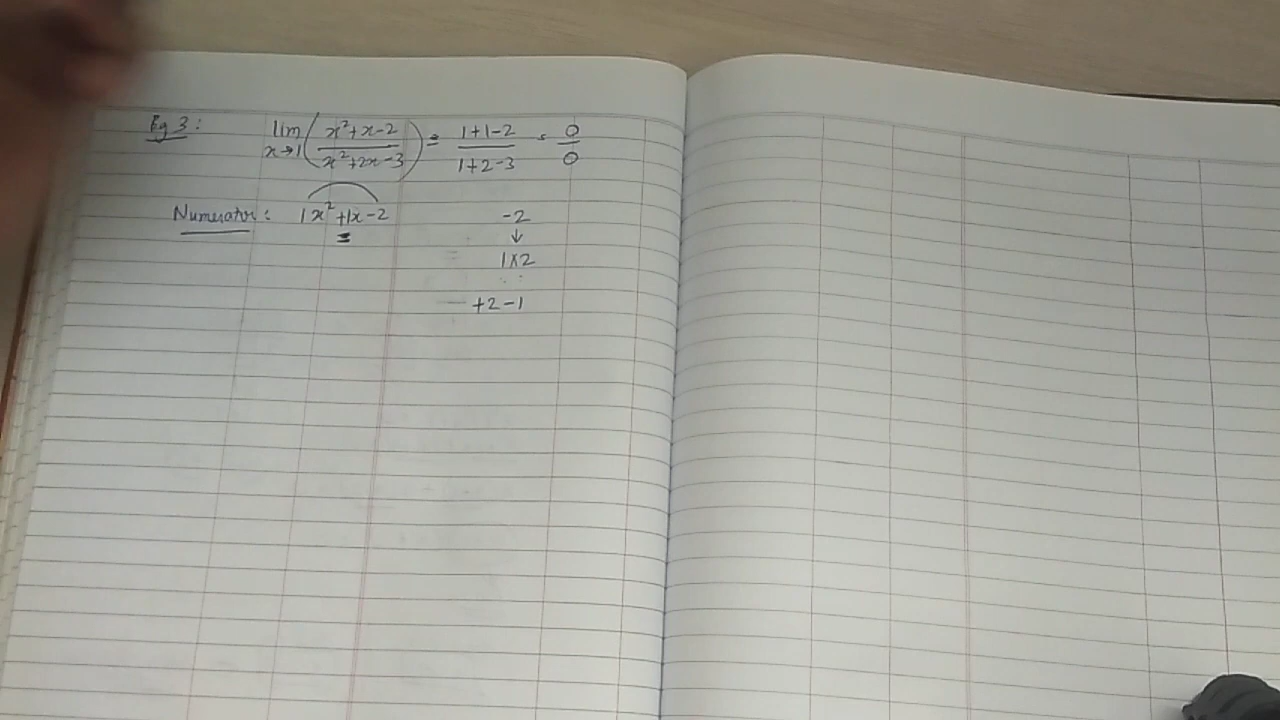 Eg 3: lim x→1 (x²+x-2 / x²+2x-3) = 1+1-2 / 1+2-3 = 0/0
Numerator: 1x²+1x-2 -2
↓
1x2
+2-1